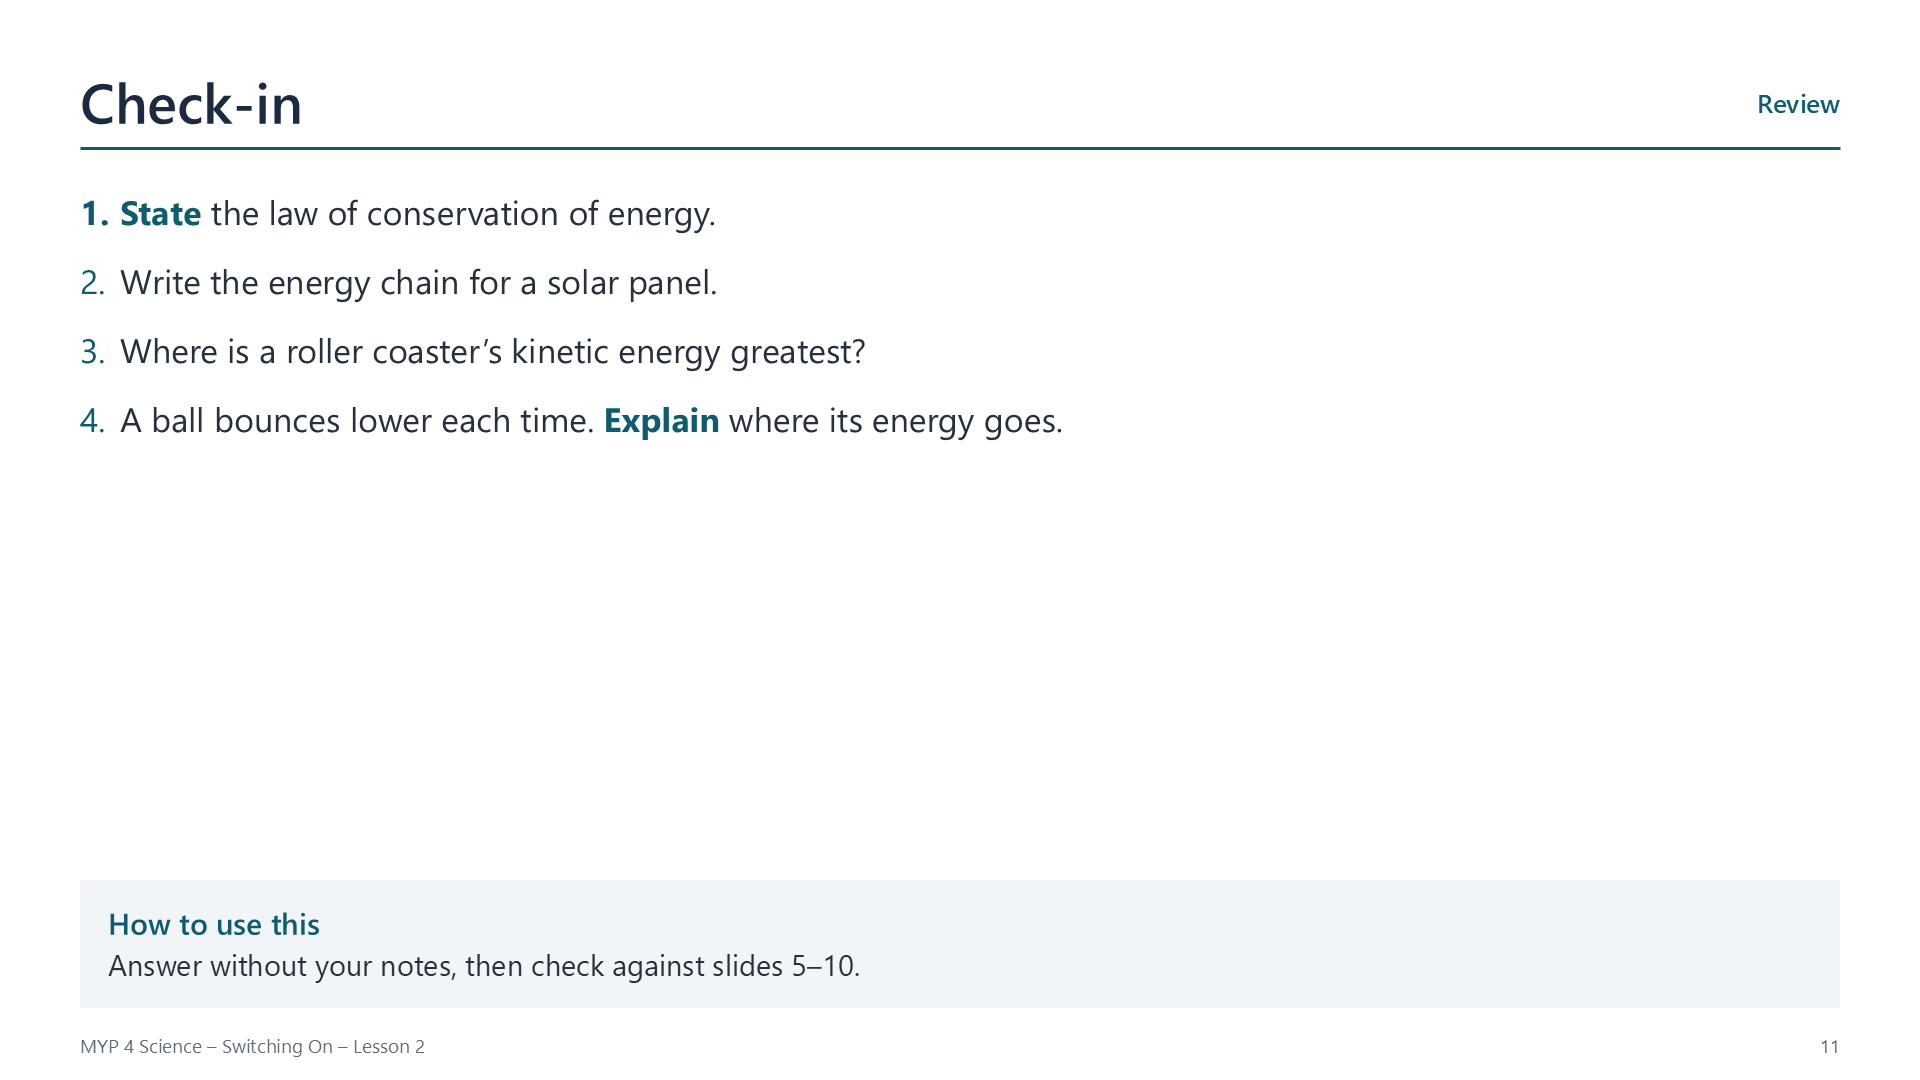 Check-in
Review
1. State the law of conservation of energy.
2. Write the energy chain for a solar panel.
3. Where is a roller coaster’s kinetic energy greatest?
4. A ball bounces lower each time. Explain where its energy goes.
How to use this
Answer without your notes, then check against slides 5–10.
MYP 4 Science – Switching On – Lesson 2
11